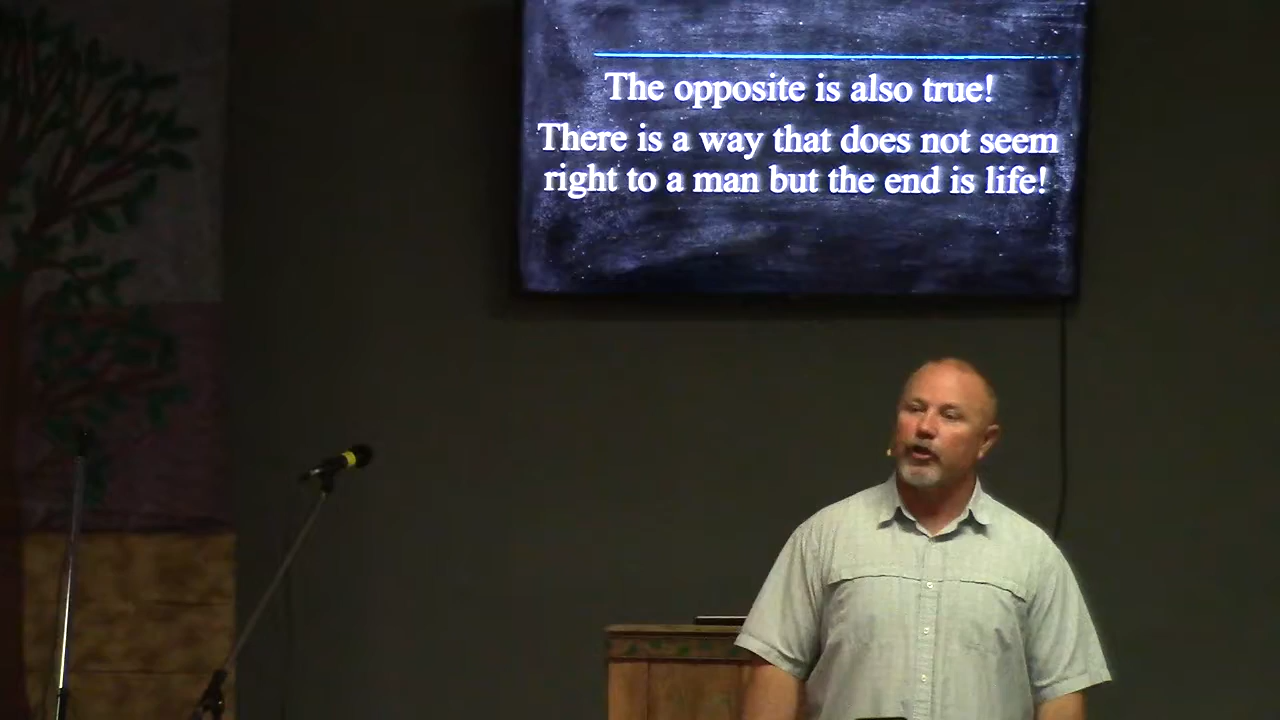 The opposite is also true!
There is a way that does not seem
right to a man but the end is life!